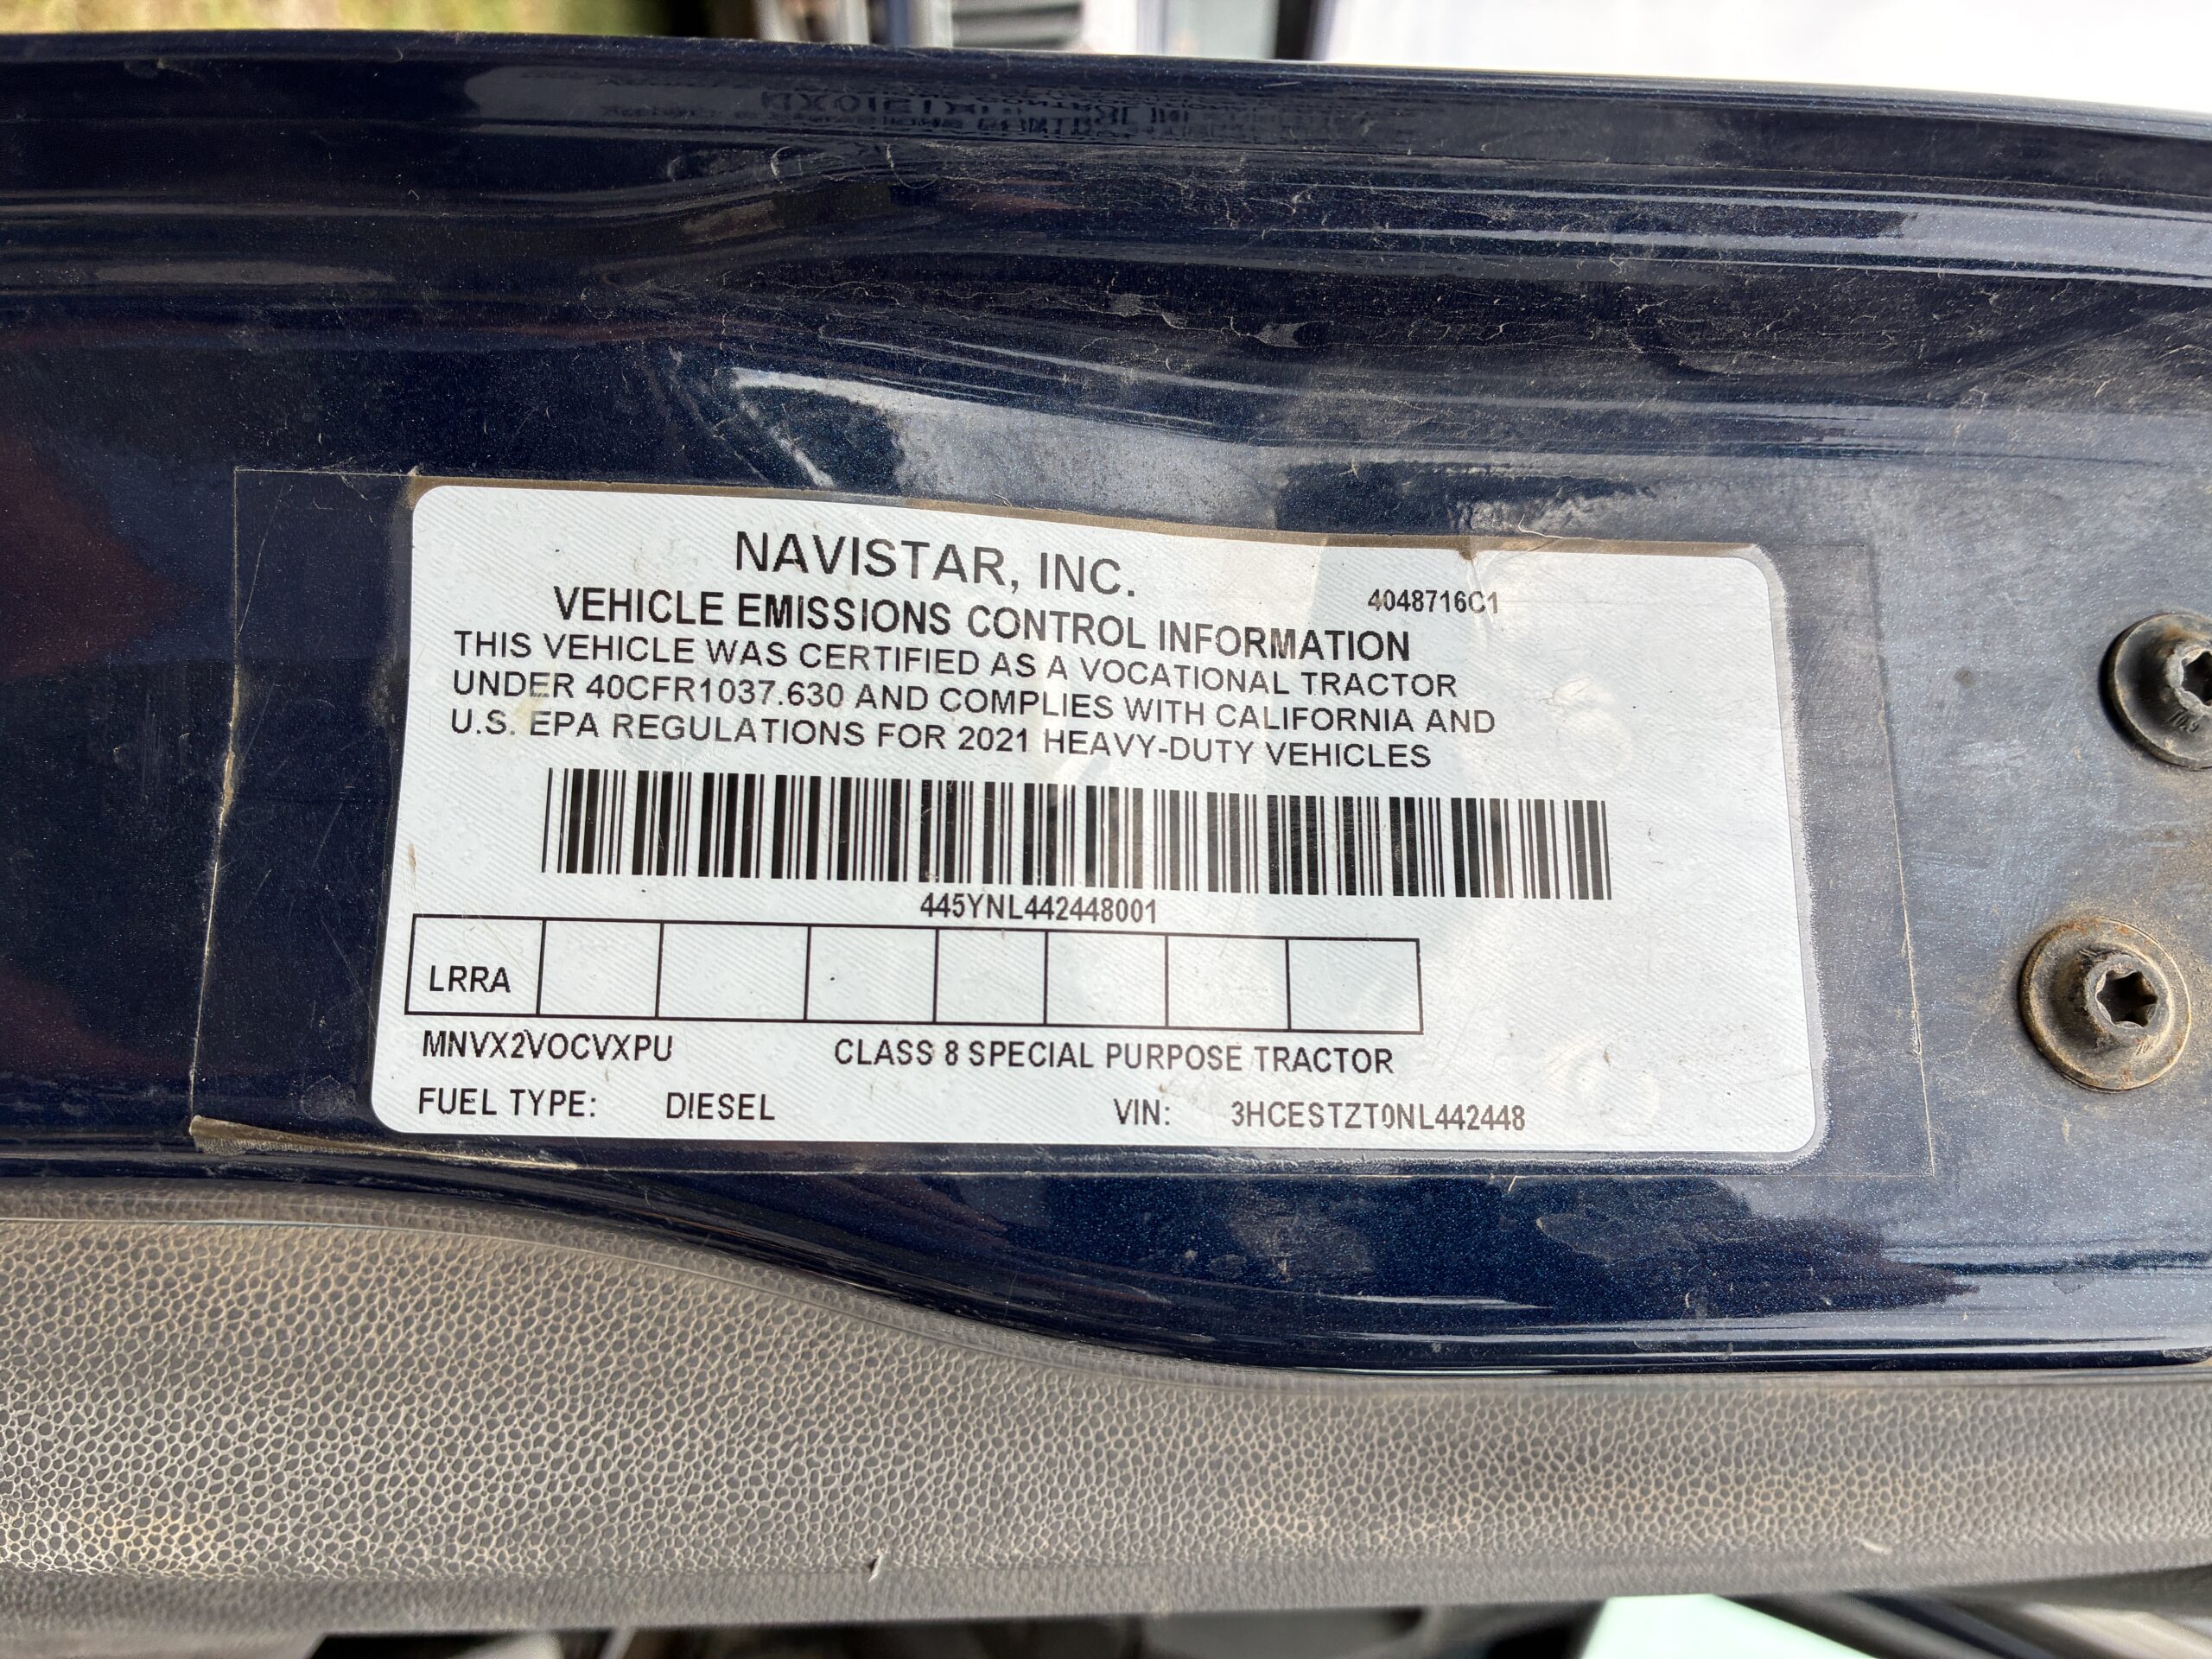 NAVISTAR, INC.
4048716C1
VEHICLE EMISSIONS CONTROL INFORMATION
THIS VEHICLE WAS CERTIFIED AS A VOCATIONAL TRACTOR
UNDER 40CFR1037.630 AND COMPLIES WITH CALIFORNIA AND
U.S. EPA REGULATIONS FOR 2021 HEAVY-DUTY VEHICLES
445YNL442448001
LRRA
MNVX2VOCVXPU CLASS 8 SPECIAL PURPOSE TRACTOR
FUEL TYPE: DIESEL VIN: 3HCESTZT0NL442448